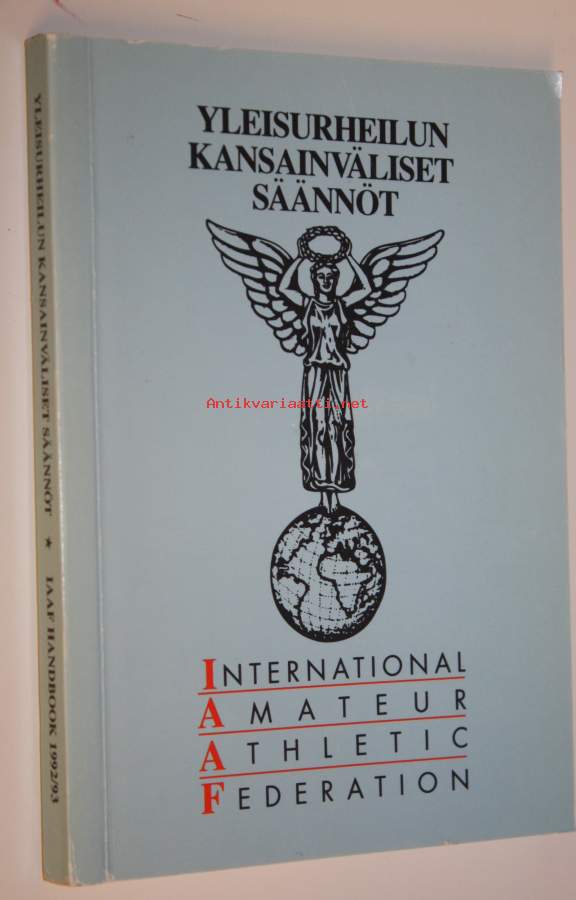 YLEISURHEILUN
KANSAINVÄLISET
SÄÄNNÖT
Antikvariaatti.net
INTERNATIONAL
AMATEUR
ATHLETIC
FEDERATION
YLEISURHEILUN KANSAINVÄLISET SÄÄNNÖT * IAAF HANDBOOK 1992/93